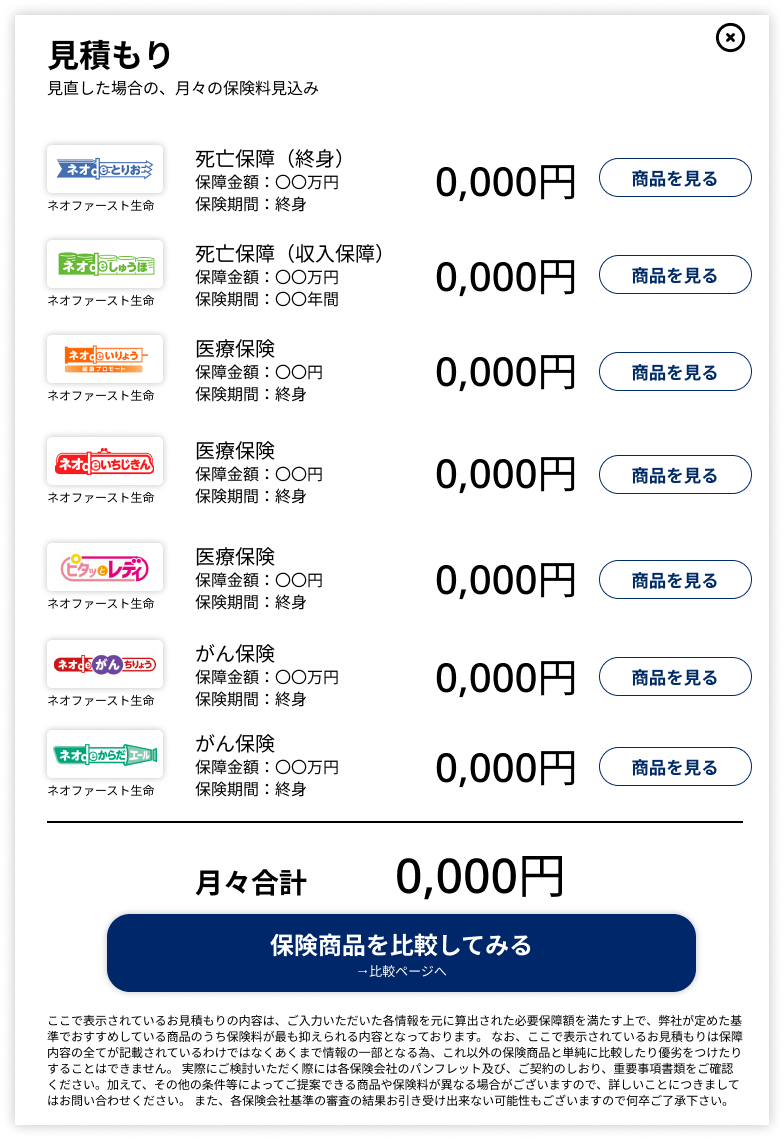 見積もり
見直した場合の、月々の保険料見込み
ネオdeとりお
ネオファースト生命
死亡保障（終身）
保障金額：〇〇万円
保険期間：終身
0,000円
商品を見る
ネオdeしゅうほ
ネオファースト生命
死亡保障（収入保障）
保障金額：〇〇万円
保険期間：〇〇年間
0,000円
商品を見る
ネオdeいりょう
健康プロモート
ネオファースト生命
医療保険
保障金額：〇〇円
保険期間：終身
0,000円
商品を見る
ネオdeいちじきん
ネオファースト生命
医療保険
保障金額：〇〇円
保険期間：終身
0,000円
商品を見る
ピタッとレディ
ネオファースト生命
医療保険
保障金額：〇〇円
保険期間：終身
0,000円
商品を見る
ネオdeがんちりょう
ネオファースト生命
がん保険
保障金額：〇〇万円
保険期間：終身
0,000円
商品を見る
ネオdeからだエール
ネオファースト生命
がん保険
保障金額：〇〇万円
保険期間：終身
0,000円
商品を見る
月々合計
0,000円
保険商品を比較してみる
→比較ページへ
ここで表示されているお見積もりの内容は、ご入力いただいた各情報を元に算出された必要保障額を満たす上で、弊社が定めた基
準でおすすめしている商品のうち保険料が最も抑えられる内容となっております。 なお、ここで表示されているお見積もりは保障
内容の全てが記載されているわけではなくあくまで情報の一部となる為、これ以外の保険商品と単純に比較したり優劣をつけたり
することはできません。 実際にご検討いただく際には各保険会社のパンフレット及び、ご契約のしおり、重要事項書類をご確認
ください。加えて、その他の条件等によってご提案できる商品や保険料が異なる場合がございますので、詳しいことにつきまして
はお問い合わせください。 また、各保険会社基準の審査の結果お引き受け出来ない可能性もございますので何卒ご了承下さい。